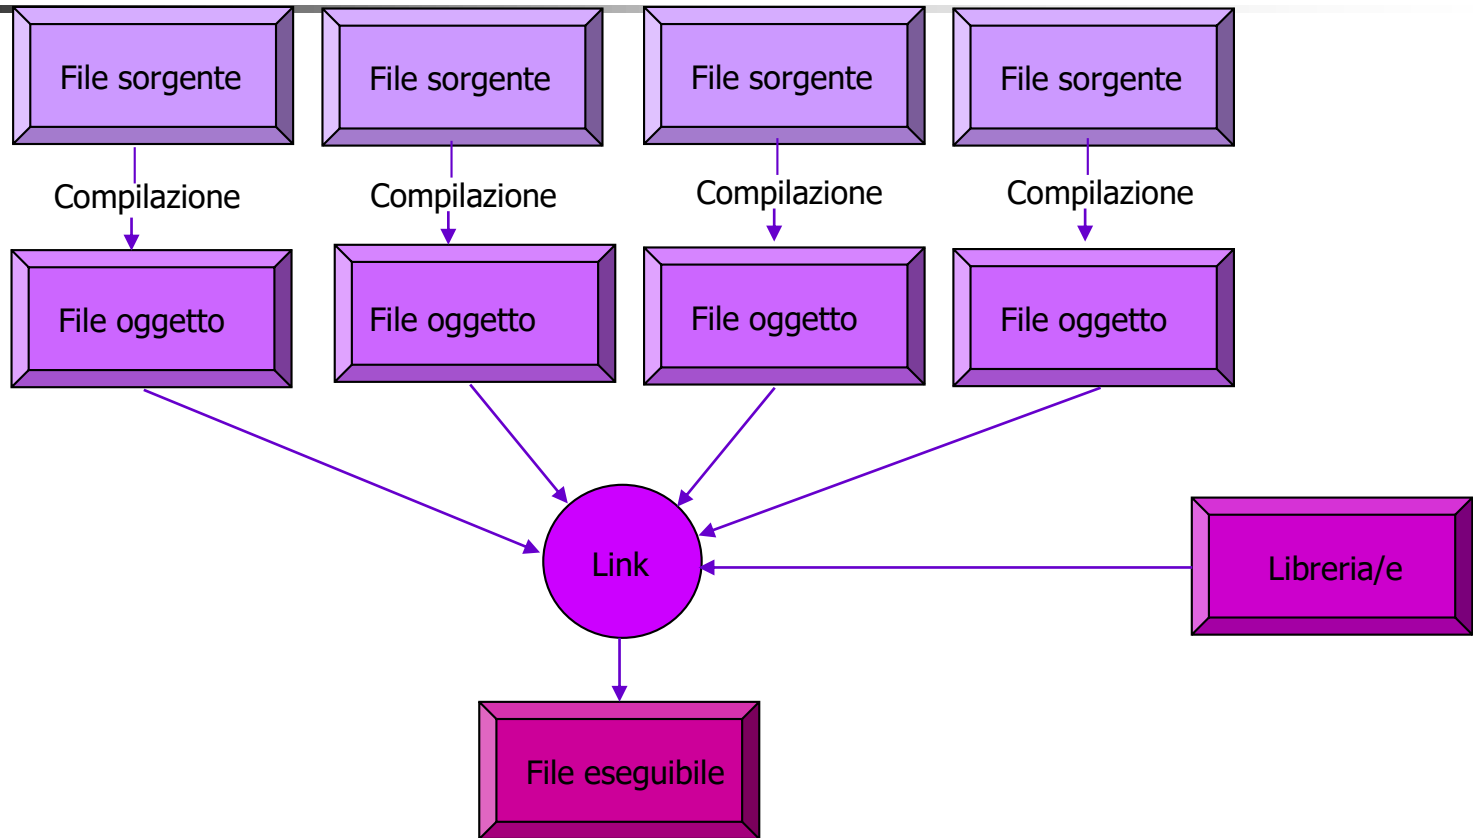 File sorgente
File sorgente
File sorgente
File sorgente
Compilazione
Compilazione
Compilazione
Compilazione
File oggetto
File oggetto
File oggetto
File oggetto
Link
Libreria/e
File eseguibile